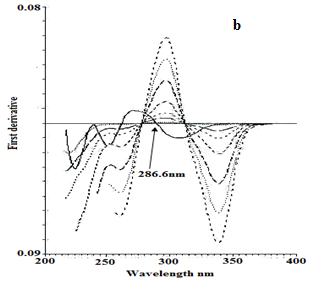 0.08
b
First derivative
286.6nm
0.09
200 250 300 350 400
Wavelength nm